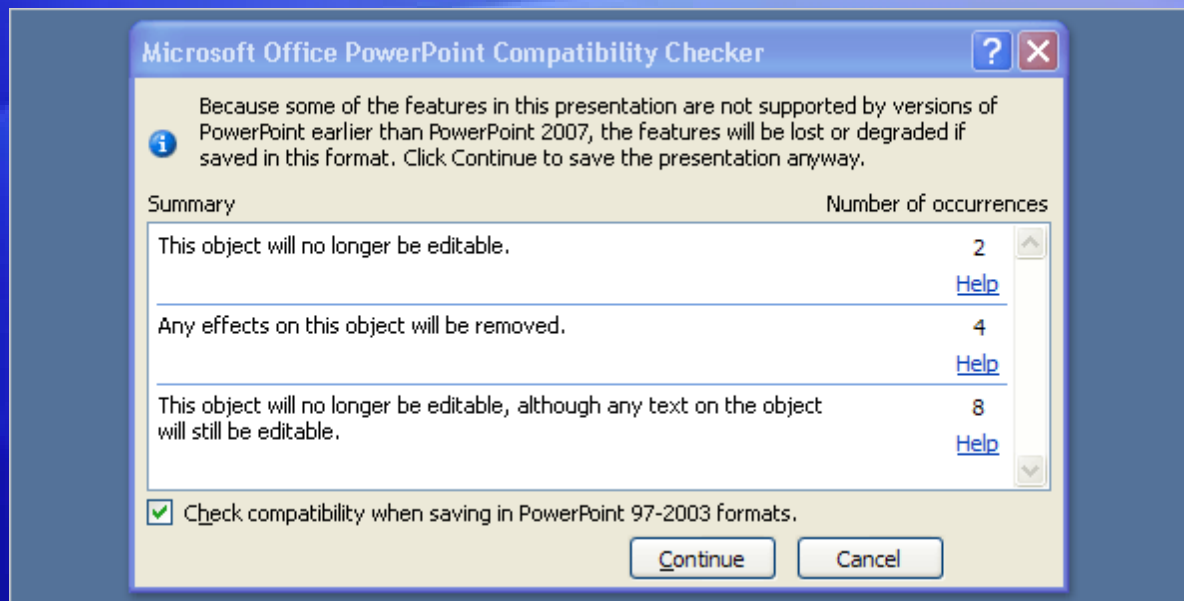 Microsoft Office PowerPoint Compatibility Checker
Because some of the features in this presentation are not supported by versions of
PowerPoint earlier than PowerPoint 2007, the features will be lost or degraded if
saved in this format. Click Continue to save the presentation anyway.
Summary Number of occurrences
This object will no longer be editable. 2
Help
Any effects on this object will be removed. 4
Help
This object will no longer be editable, although any text on the object 8
will still be editable.
Help
Check compatibility when saving in PowerPoint 97-2003 formats.
Continue Cancel